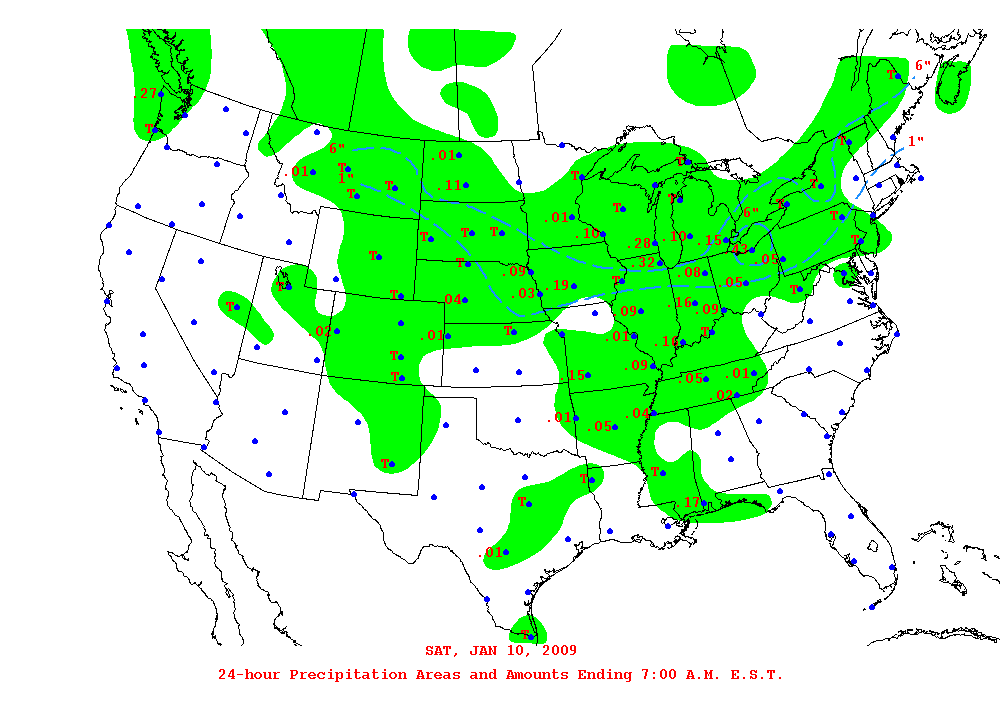 6"
.27
T
T
6"
1"
T
.01
T
1"
T
T
.01
T
.11
T
T
T
T
6"
T
T
.01
T
T
T
.10
.28
.10
.15
.43
T
T
.32
.05
T
.09
.08
T
.19
T
.05
T
T
.03
.04
.16
.09
.09
.02
.01
T
.01
.16
T
T
.09
T
.15
.05
.01
.02
.01
.04
.05
T
T
T
T
.17
.01
T
SAT, JAN 10, 2009
24-hour Precipitation Areas and Amounts Ending 7:00 A.M. E.S.T.